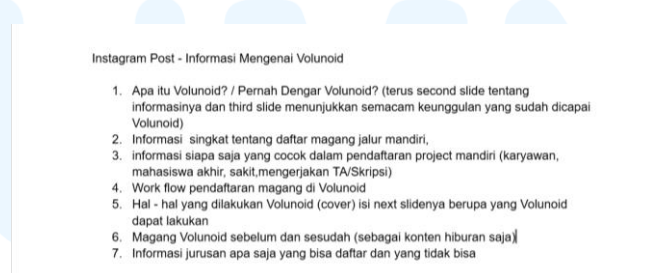 Instagram Post - Informasi Mengenai Volunoid
1. Apa itu Volunoid? / Pernah Dengar Volunoid? (terus second slide tentang
informasinya dan third slide menunjukkan semacam keunggulan yang sudah dicapai
Volunoid)
2. Informasi  singkat tentang daftar magang jalur mandiri,
3. informasi siapa saja yang cocok dalam pendaftaran project mandiri (karyawan,
mahasiswa akhir, sakit,mengerjakan TA/Skripsi)
4. Work flow pendaftaran magang di Volunoid
5. Hal - hal yang dilakukan Volunoid (cover) isi next slidenya berupa yang Volunoid
dapat lakukan
6. Magang Volunoid sebelum dan sesudah (sebagai konten hiburan saja)
7. Informasi jurusan apa saja yang bisa daftar dan yang tidak bisa